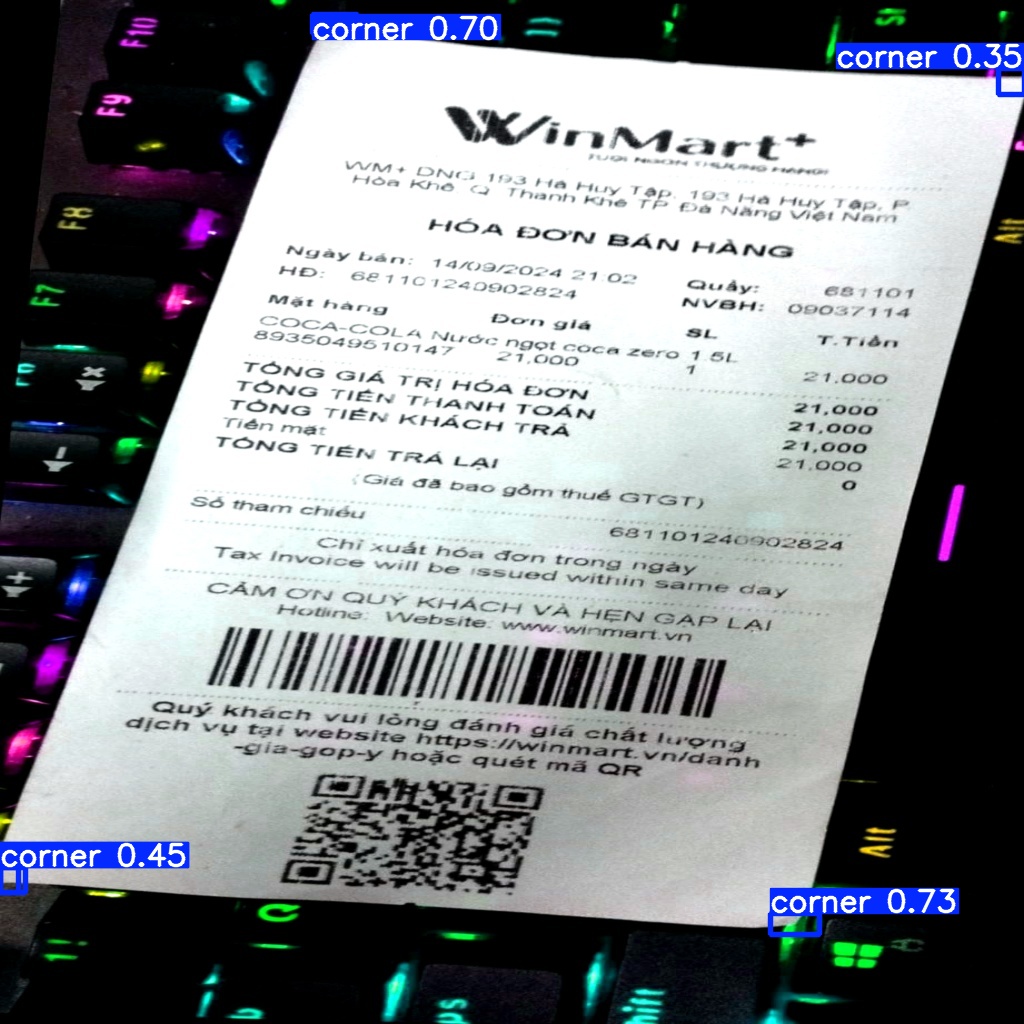 corner 0.70
corner 0.35
F10
F9
F8
F7
WinMart+
WM+ DNG 193 Hà Huy Tập, 193 Hà Huy Tập, P.
Hòa Khê, Q. Thanh Khê TP Đà Nẵng Việt Nam
HÓA ĐƠN BÁN HÀNG
Ngày bán: 14/09/2024 21:02 Quầy: 681101
HĐ: 681101240902824 NVBH: 09037114
Mặt hàng Đơn giá SL T.Tiền
COCA-COLA Nước ngọt coca zero 1.5L
8935049510147 21,000 1 21.000
TỔNG GIÁ TRỊ HÓA ĐƠN 21,000
TỔNG TIỀN THANH TOÁN 21,000
TỔNG TIỀN KHÁCH TRẢ 21,000
Tiền mặt 21.000
TỔNG TIỀN TRẢ LẠI 0
(Giá đã bao gồm thuế GTGT)
Số tham chiếu 681101240902824
Chỉ xuất hóa đơn trong ngày
Tax Invoice will be issued within same day
CẢM ƠN QUÝ KHÁCH VÀ HẸN GẶP LẠI
Hotline: Website: www.winmart.vn
Quý khách vui lòng đánh giá chất lượng
dịch vụ tại website https://winmart.vn/danh
-gia-gop-y hoặc quét mã QR
Alt
Alt
corner 0.45
corner 0.73